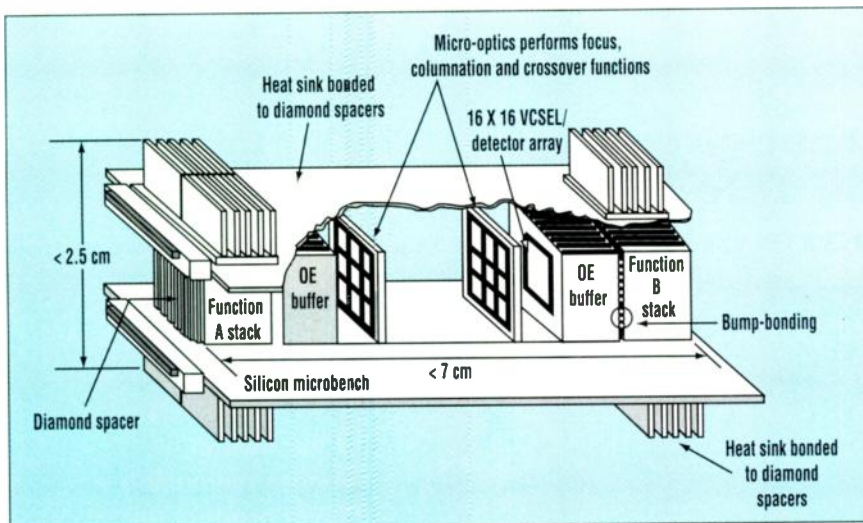 Micro-optics performs focus,
columnation and crossover functions
Heat sink bonded
to diamond spacers
16 X 16 VCSEL/
detector array
< 2.5 cm
OE
buffer
OE
buffer
Function
B
stack
Function
A stack
Bump-bonding
Silicon microbench
< 7 cm
Diamond spacer
Heat sink bonded
to diamond
spacers